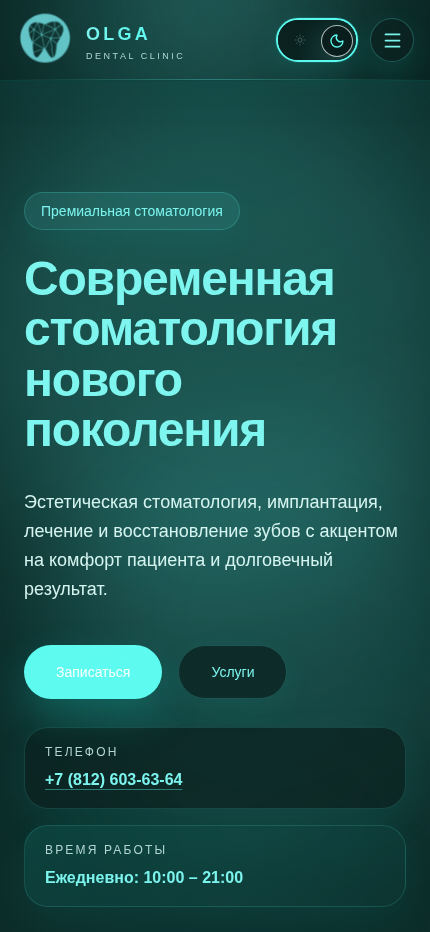 OLGA
DENTAL CLINIC
Премиальная стоматология
Современная
стоматология
нового
поколения
Эстетическая стоматология, имплантация,
лечение и восстановление зубов с акцентом
на комфорт пациента и долговечный
результат.
Записаться
Услуги
ТЕЛЕФОН
+7 (812) 603-63-64
ВРЕМЯ РАБОТЫ
Ежедневно: 10:00 – 21:00